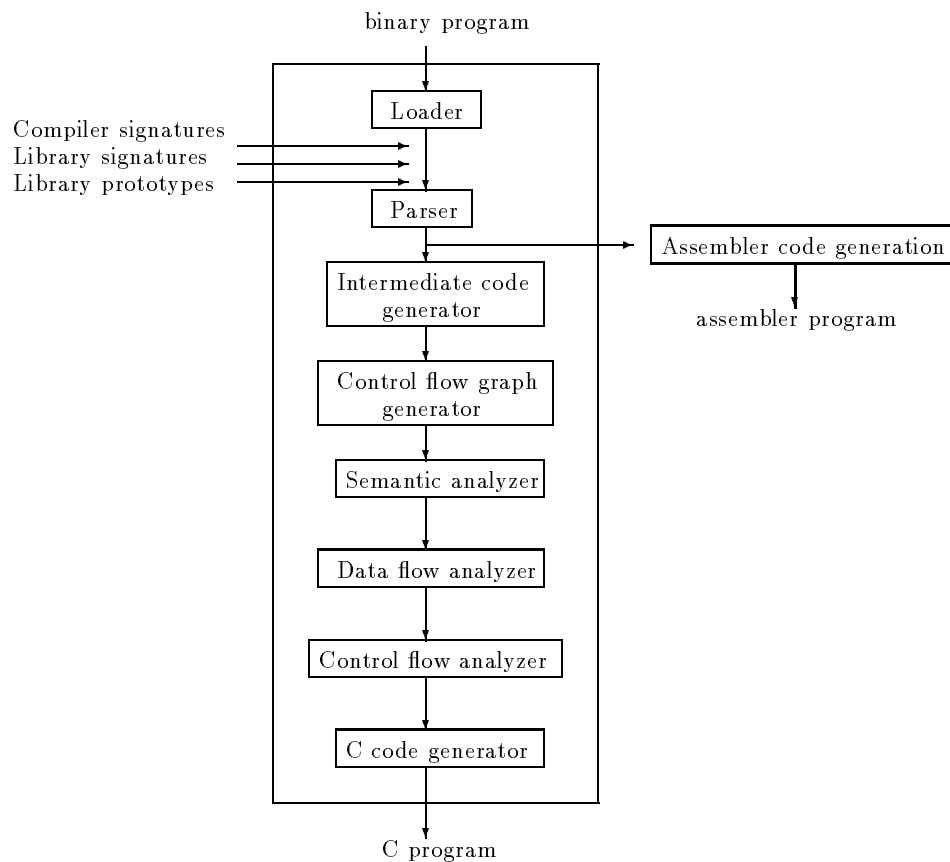 binary program
Loader
Compiler signatures
Library signatures
Library prototypes
Parser
Assembler code generation
Intermediate code
generator
assembler program
Control flow graph
generator
Semantic analyzer
Data flow analyzer
Control flow analyzer
C code generator
C program